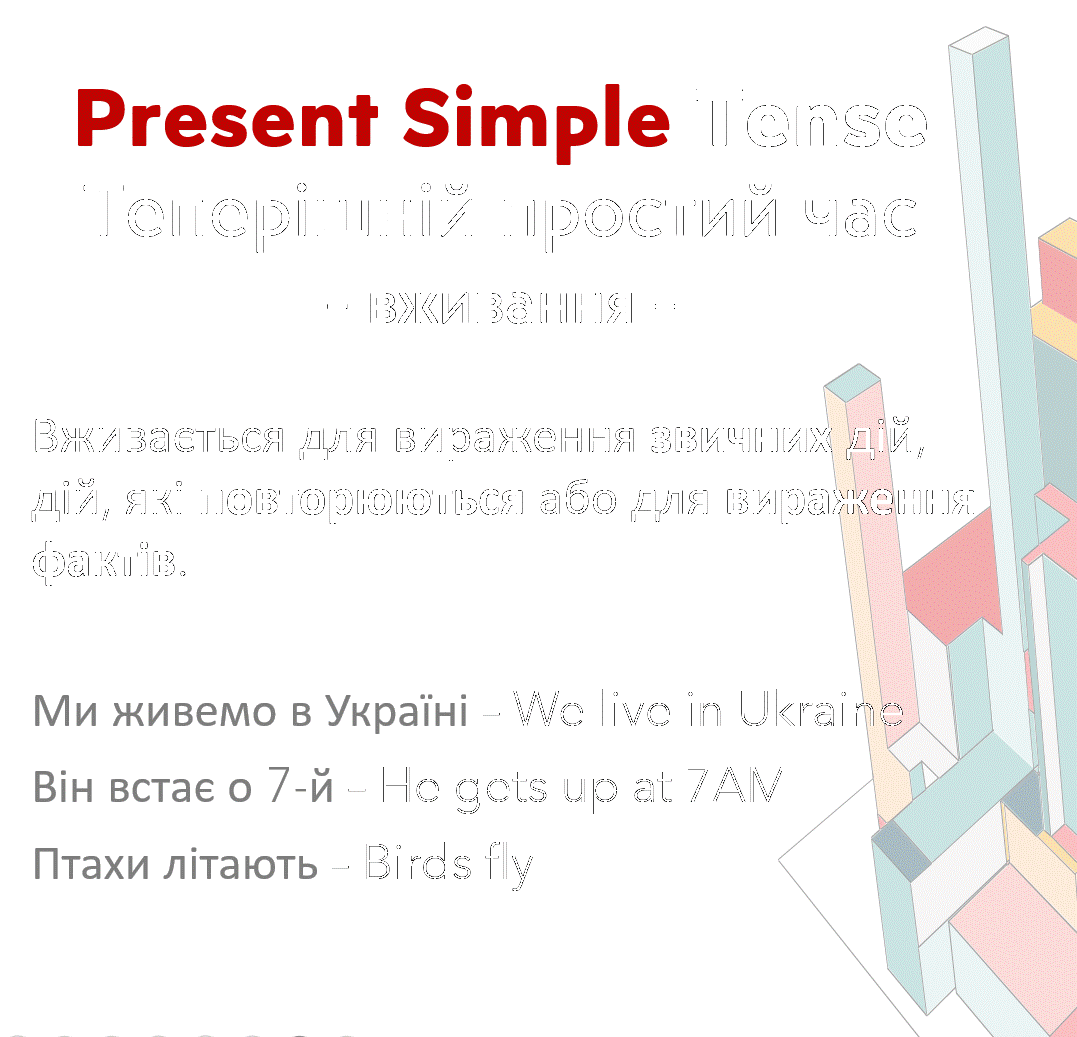 Present Simple Tense
Теперішній простий час
- вживання -
Вживається для вираження звичних дій,
дій, які повторюються або для вираження
фактів.
Ми живемо в Україні – We live in Ukraine
Він встає о 7-й – He gets up at 7AM
Птахи літають – Birds fly